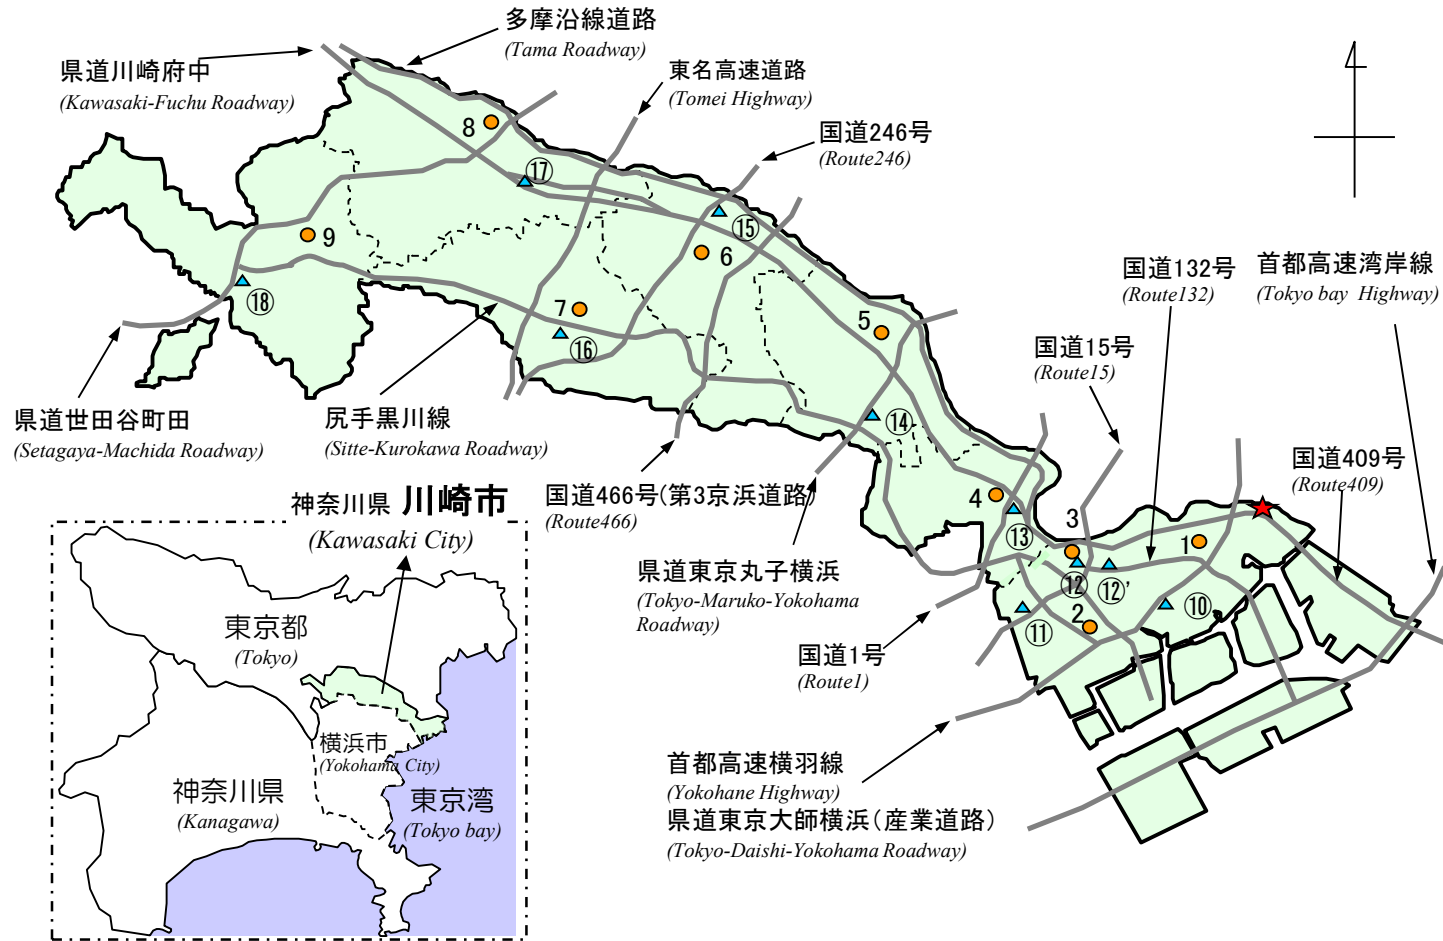 多摩沿線道路
(Tama Roadway)
県道川崎府中
(Kawasaki-Fuchu Roadway)
東名高速道路
(Tomei Highway)
国道246号
(Route246)
8
⑰
⑮
9
6
国道132号
(Route132)
首都高速湾岸線
(Tokyo bay Highway)
⑱
7
5
⑯
国道15号
(Route15)
県道世田谷町田
(Setagaya-Machida Roadway)
尻手黒川線
(Sitte-Kurokawa Roadway)
⑭
国道409号
(Route409)
国道466号(第3京浜道路)
(Route466)
4
3
⑬
1
県道東京丸子横浜
(Tokyo-Maruko-Yokohama
Roadway)
⑫
⑫'
⑩
2
⑪
国道1号
(Route1)
首都高速横羽線
(Yokohane Highway)
県道東京大師横浜(産業道路)
(Tokyo-Daishi-Yokohama Roadway)
神奈川県 川崎市
(Kawasaki City)
東京都
(Tokyo)
横浜市
(Yokohama City)
神奈川県
(Kanagawa)
東京湾
(Tokyo bay)